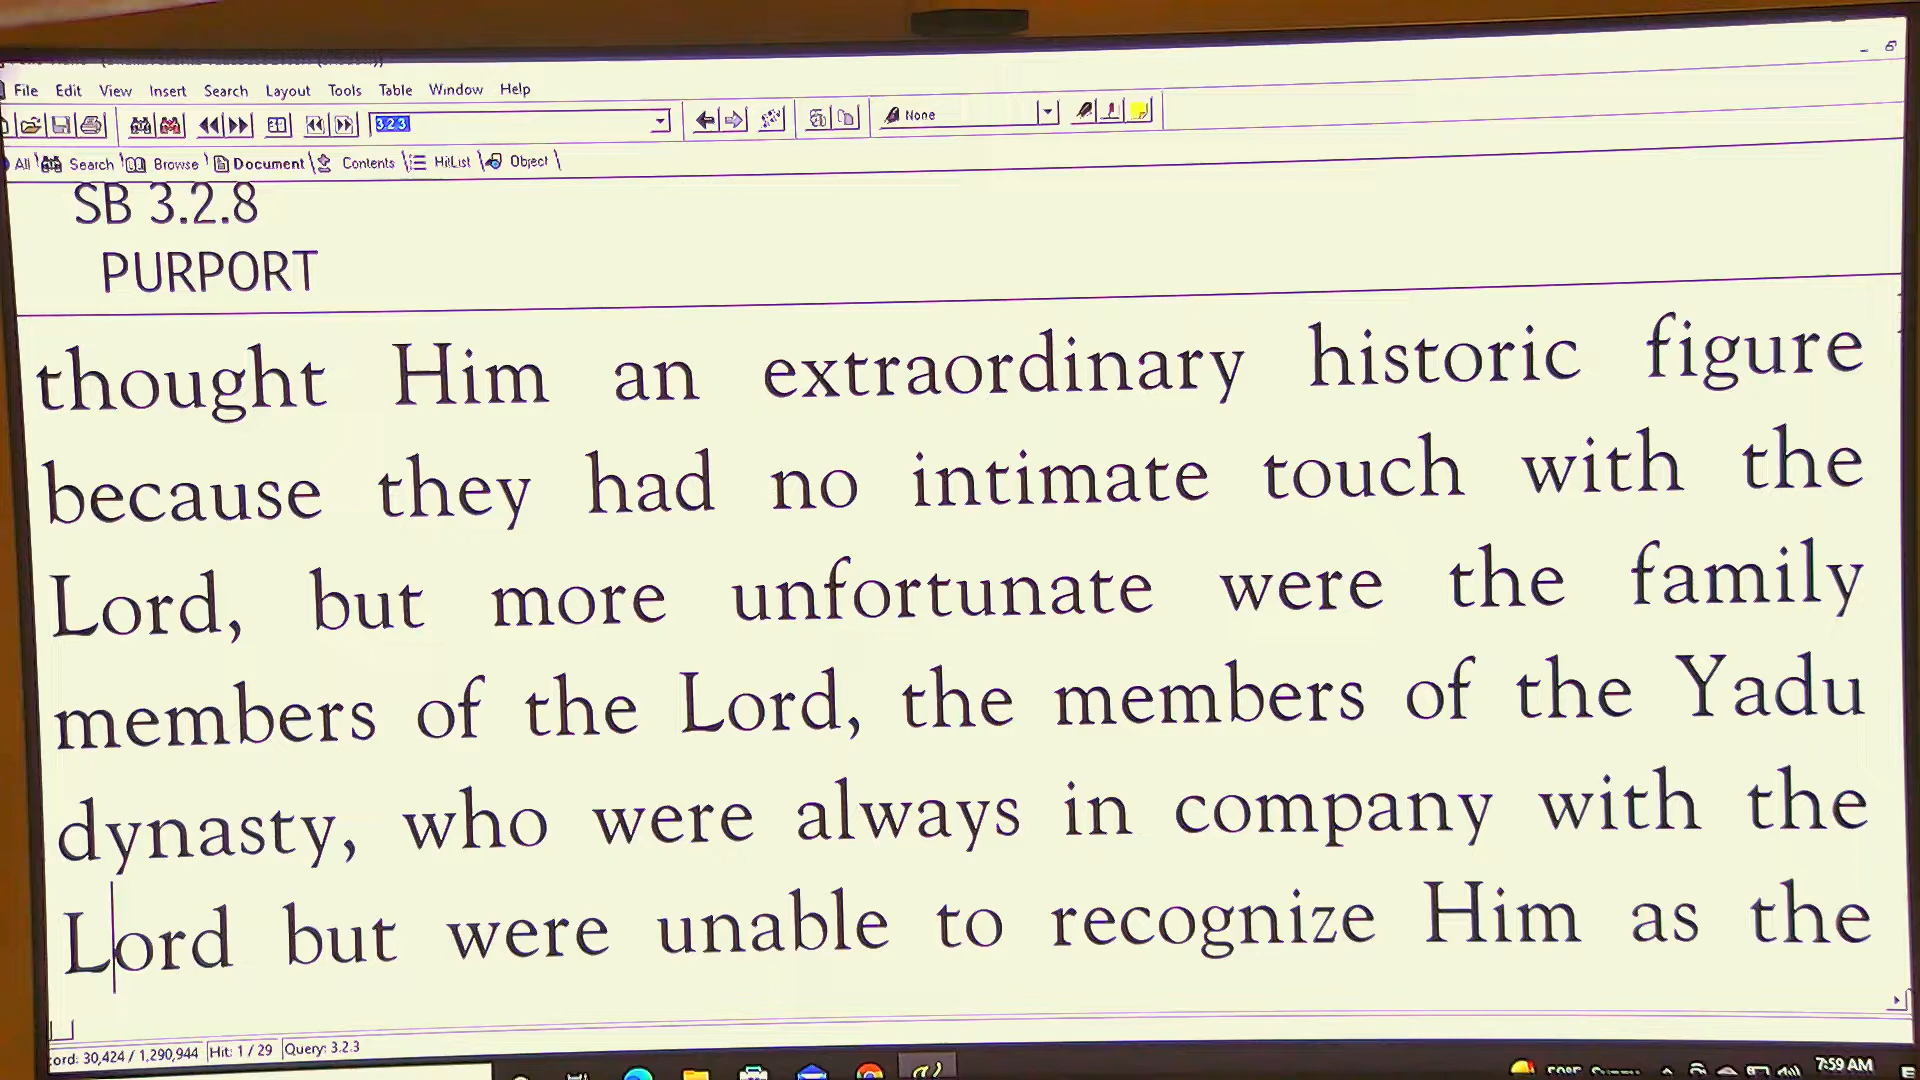 File Edit View Insert Search Layout Tools Table Window Help
3.2.3
None
All Search Browse Document Contents HitList Object
SB 3.2.8
PURPORT
thought Him an extraordinary historic figure
because they had no intimate touch with the
Lord, but more unfortunate were the family
members of the Lord, the members of the Yadu
dynasty, who were always in company with the
Lord but were unable to recognize Him as the
ord: 30,424 / 1,290,944 Hit: 1 / 29 Query: 3.2.3
7:59 AM